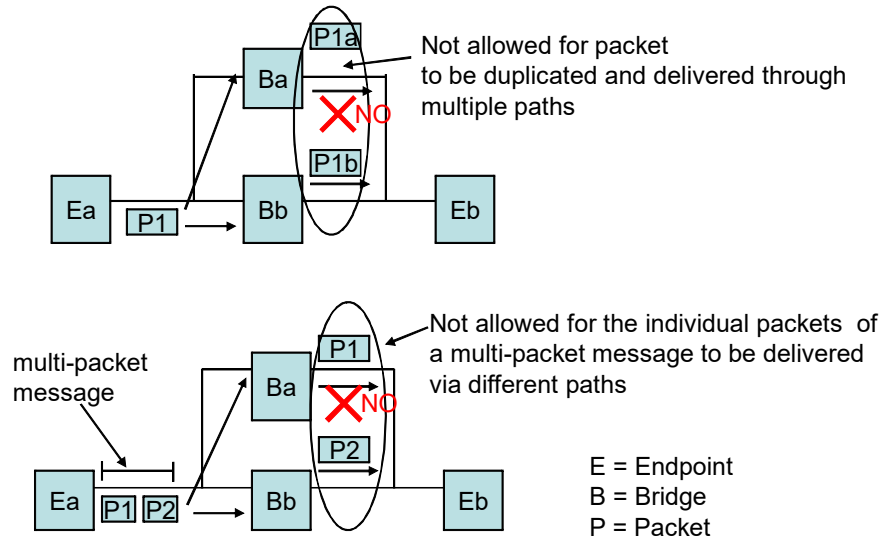 P1a
Not allowed for packet
to be duplicated and delivered through
multiple paths
Ba
NO
P1b
Ea
P1
Bb
Eb
Not allowed for the individual packets of
a multi-packet message to be delivered
via different paths
multi-packet
message
P1
Ba
NO
P2
Ea
P1
P2
Bb
Eb
E = Endpoint
B = Bridge
P = Packet